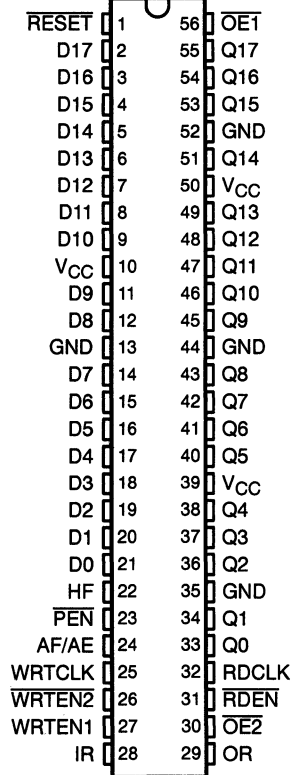 RESET 1 56 OE1
D17 2 55 Q17
D16 3 54 Q16
D15 4 53 Q15
D14 5 52 GND
D13 6 51 Q14
D12 7 50 VCC
D11 8 49 Q13
D10 9 48 Q12
VCC 10 47 Q11
D9 11 46 Q10
D8 12 45 Q9
GND 13 44 GND
D7 14 43 Q8
D6 15 42 Q7
D5 16 41 Q6
D4 17 40 Q5
D3 18 39 VCC
D2 19 38 Q4
D1 20 37 Q3
D0 21 36 Q2
HF 22 35 GND
PEN 23 34 Q1
AF/AE 24 33 Q0
WRTCLK 25 32 RDCLK
WRTEN2 26 31 RDEN
WRTEN1 27 30 OE2
IR 28 29 OR